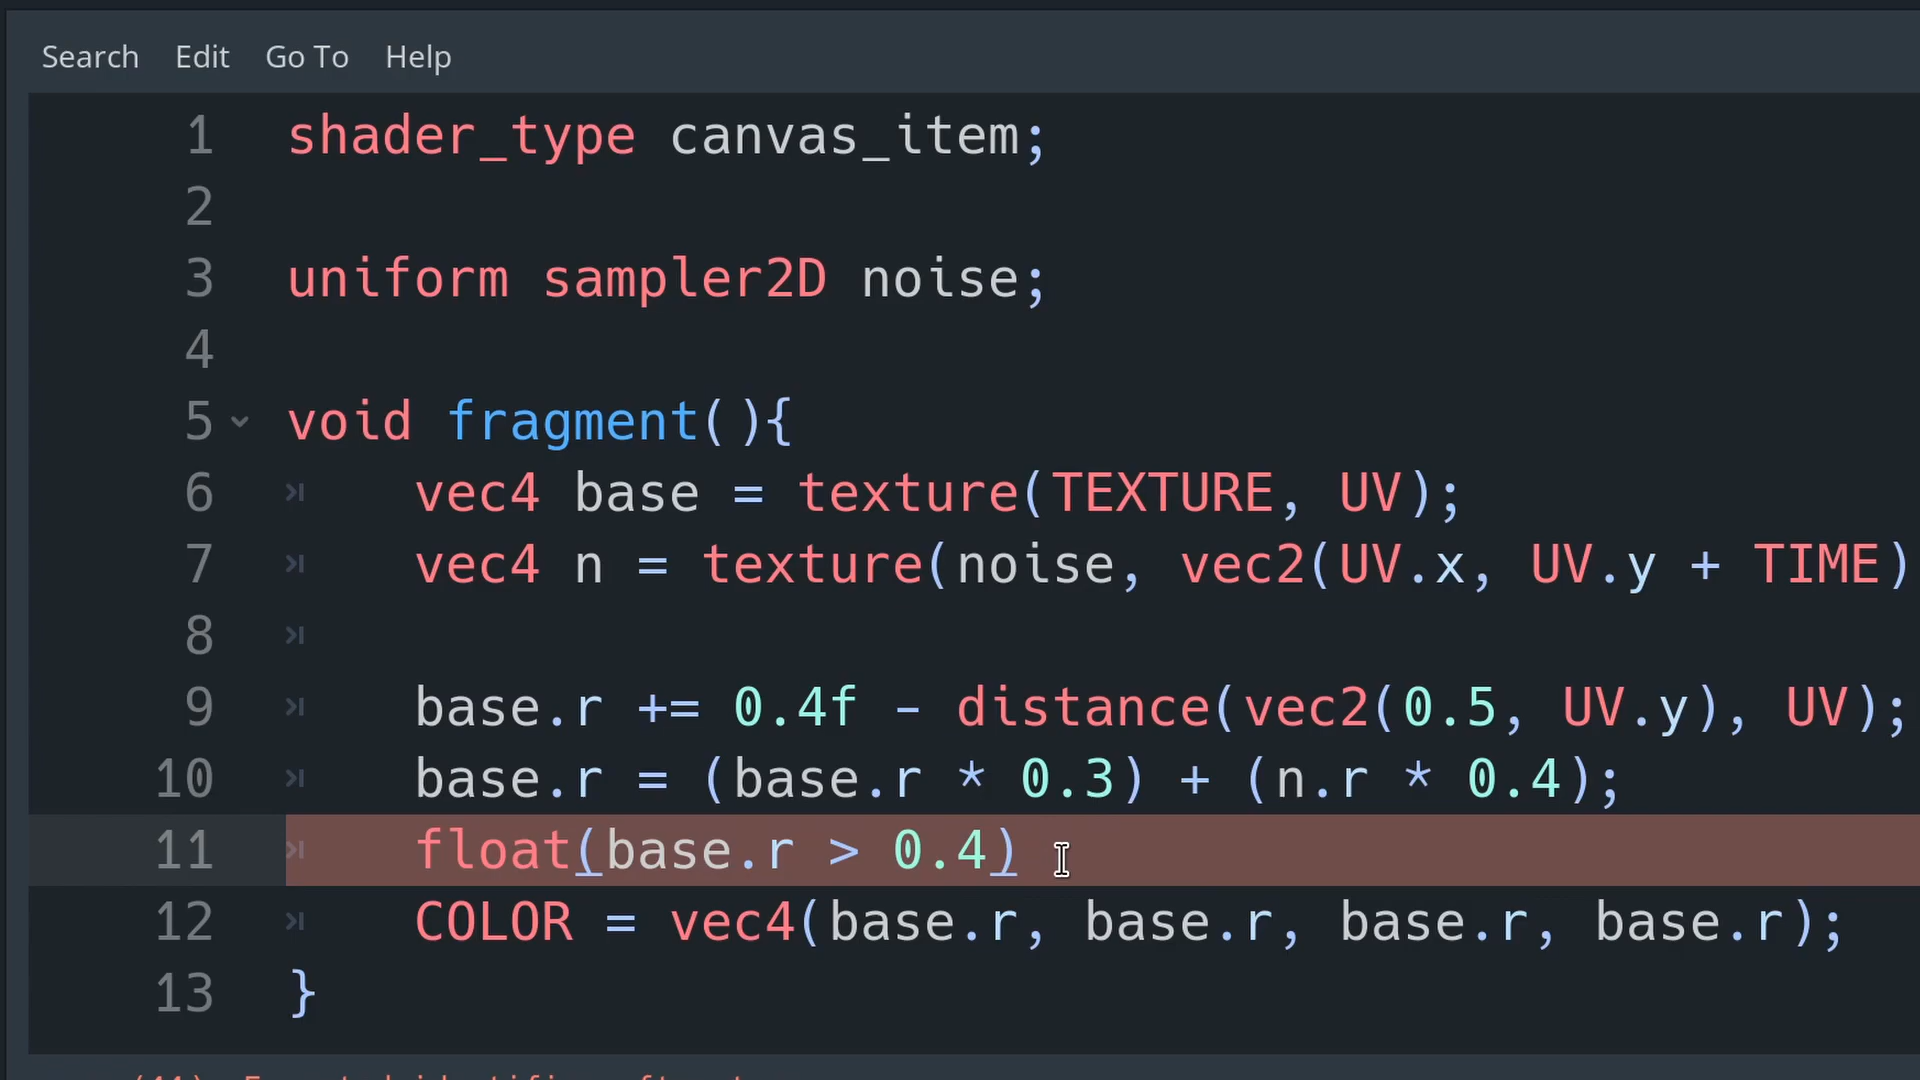 Search Edit Go To Help
1 shader_type canvas_item;
2
3 uniform sampler2D noise;
4
5 void fragment(){
6 vec4 base = texture(TEXTURE, UV);
7 vec4 n = texture(noise, vec2(UV.x, UV.y + TIME)
8
9 base.r += 0.4f - distance(vec2(0.5, UV.y), UV);
10 base.r = (base.r * 0.3) + (n.r * 0.4);
11 float(base.r > 0.4)
12 COLOR = vec4(base.r, base.r, base.r, base.r);
13 }